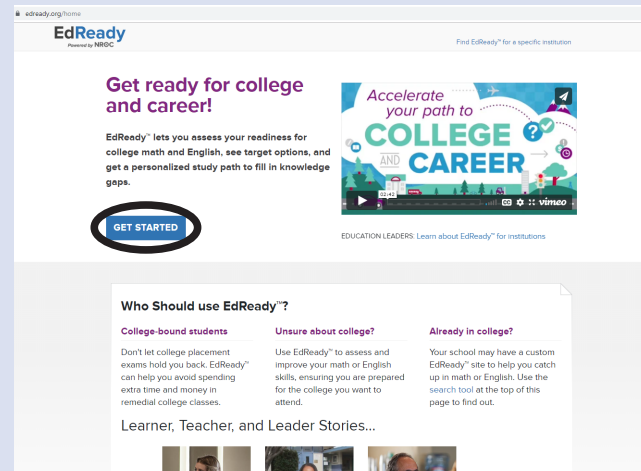 edready.org/home
EdReady
Powered by NROC
Find EdReady™ for a specific institution
Get ready for college
and career!
EdReady™ lets you assess your readiness for
college math and English, see target options, and
get a personalized study path to fill in knowledge
gaps.
GET STARTED
Accelerate
your path to
COLLEGE
AND CAREER
02:42
CC
vimeo
EDUCATION LEADERS: Learn about EdReady™ for institutions
Who Should use EdReady™?
College-bound students
Don't let college placement
exams hold you back. EdReady™
can help you avoid spending
extra time and money in
remedial college classes.
Unsure about college?
Use EdReady™ to assess and
improve your math or English
skills, ensuring you are prepared
for the college you want to
attend.
Already in college?
Your school may have a custom
EdReady™ site to help you catch
up in math or English. Use the
search tool at the top of this
page to find out.
Learner, Teacher, and Leader Stories...